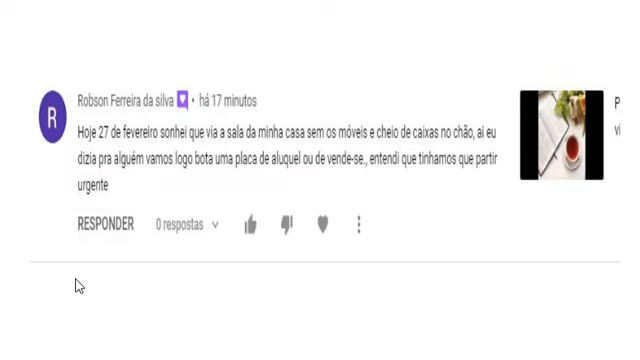 Robson Ferreira da silva • há 17 minutos
Hoje 27 de fevereiro sonhei que via a sala da minha casa sem os móveis e cheio de caixas no chão, ai eu
dizia pra alguém vamos logo bota uma placa de aluquel ou de vende-se., entendi que tinhamos que partir
urgente
RESPONDER 0 respostas
R
P
vi